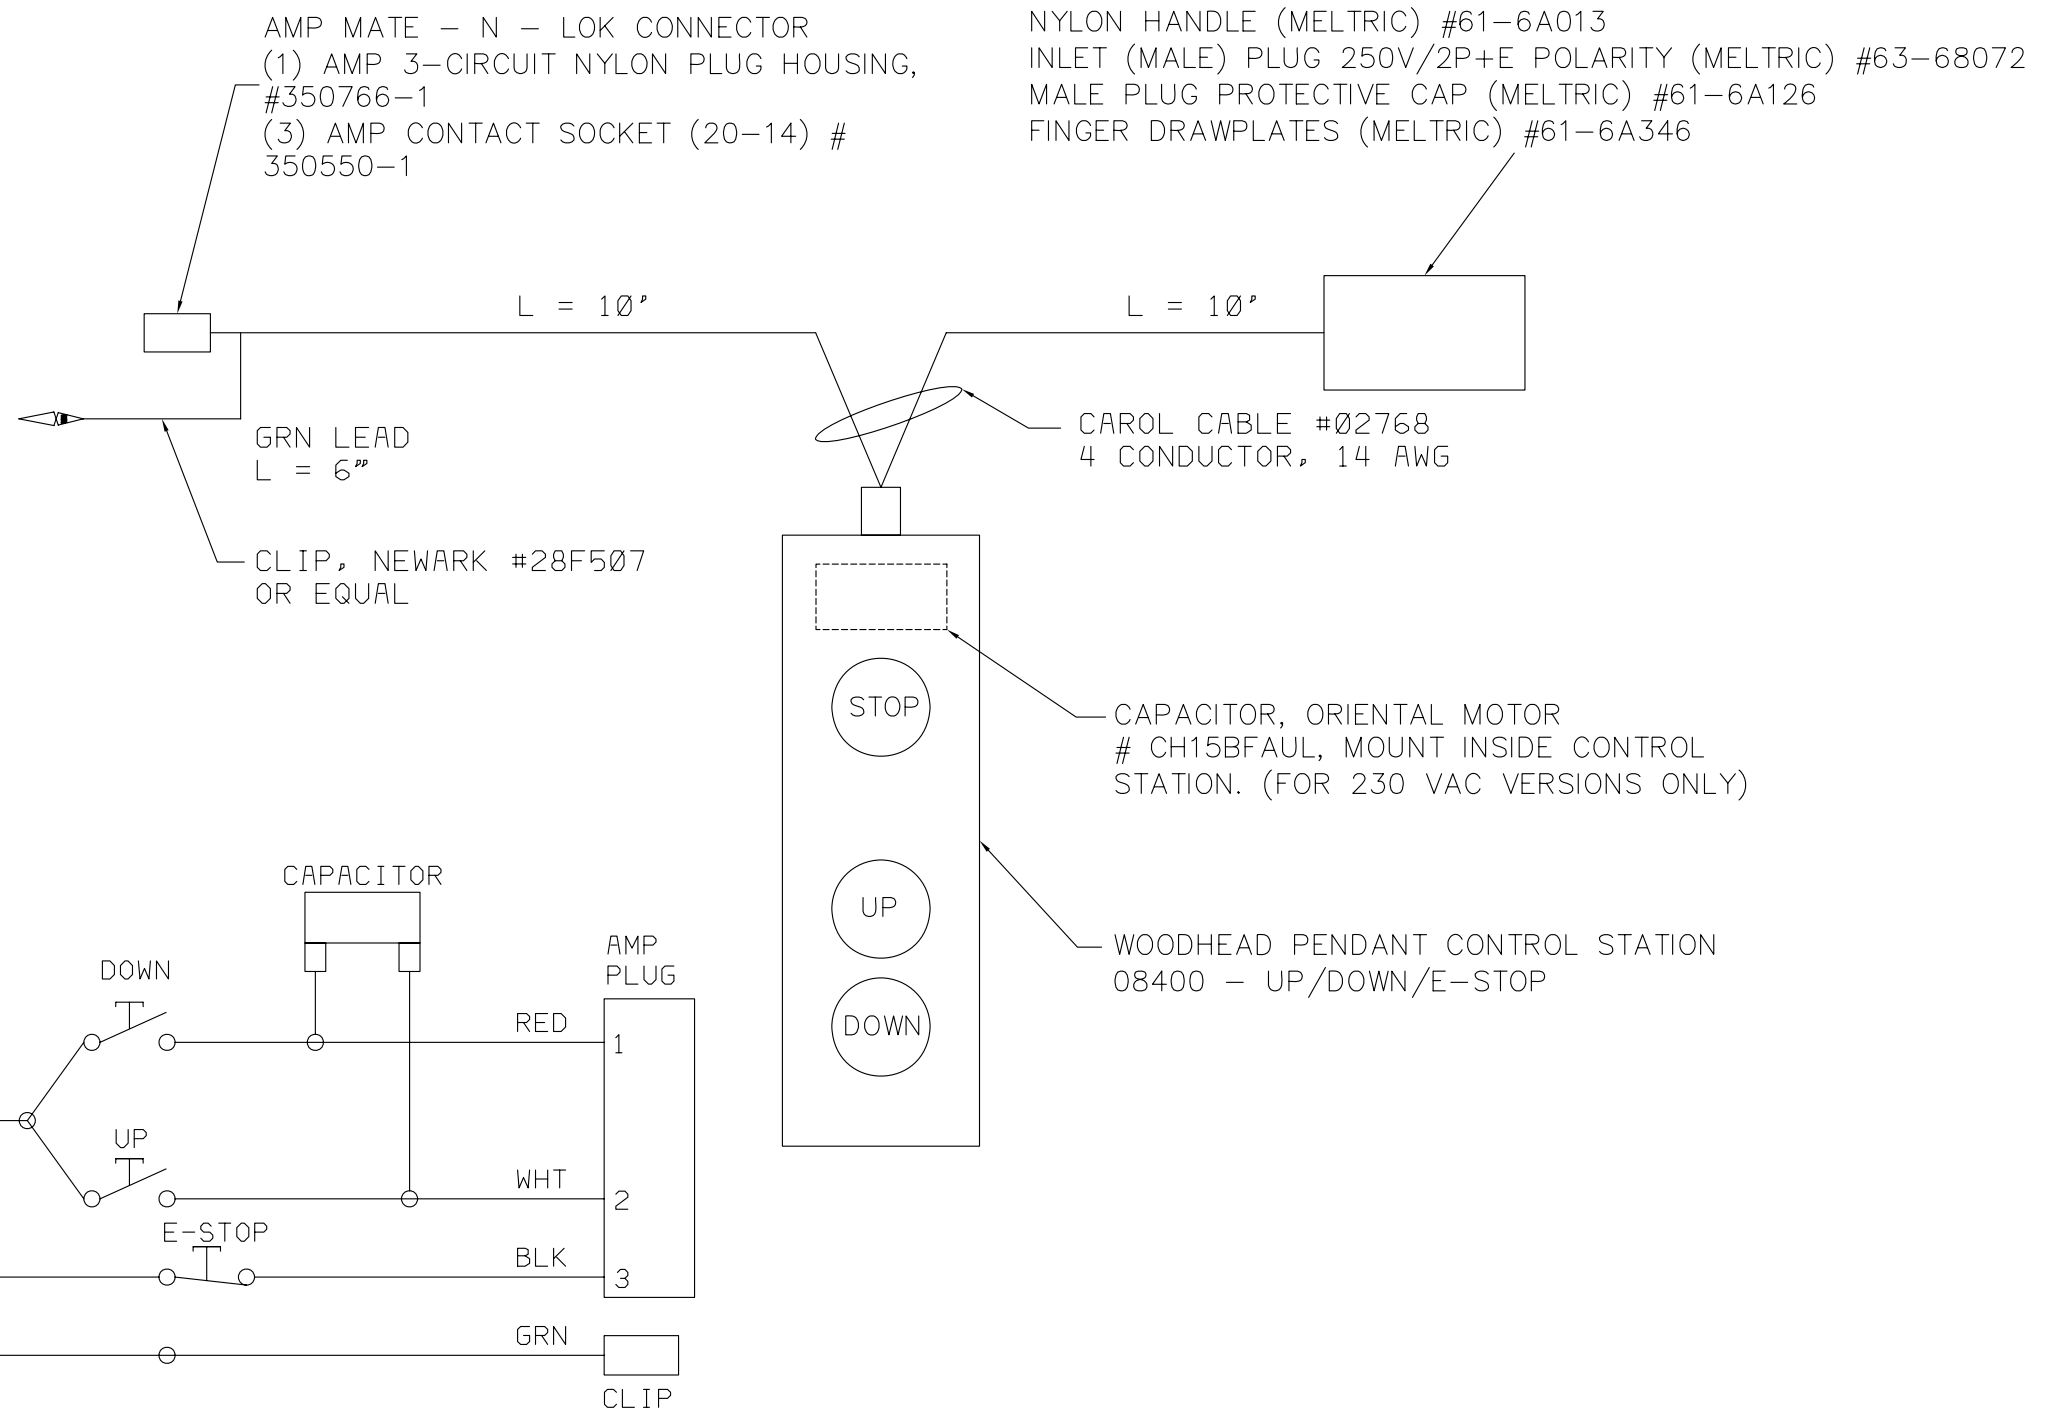 AMP MATE - N - LOK CONNECTOR
(1) AMP 3-CIRCUIT NYLON PLUG HOUSING,
#350766-1
(3) AMP CONTACT SOCKET (20-14) #
350550-1
NYLON HANDLE (MELTRIC) #61-6A013
INLET (MALE) PLUG 250V/2P+E POLARITY (MELTRIC) #63-68072
MALE PLUG PROTECTIVE CAP (MELTRIC) #61-6A126
FINGER DRAWPLATES (MELTRIC) #61-6A346
L = 10"
L = 10"
GRN LEAD
L = 6"
CAROL CABLE #02768
4 CONDUCTOR, 14 AWG
CLIP, NEWARK #28F507
OR EQUAL
STOP
CAPACITOR, ORIENTAL MOTOR
# CH15BFAUL, MOUNT INSIDE CONTROL
STATION. (FOR 230 VAC VERSIONS ONLY)
UP
DOWN
WOODHEAD PENDANT CONTROL STATION
08400 - UP/DOWN/E-STOP
CAPACITOR
AMP
PLUG
DOWN
RED
1
UP
WHT
2
E-STOP
BLK
3
GRN
CLIP